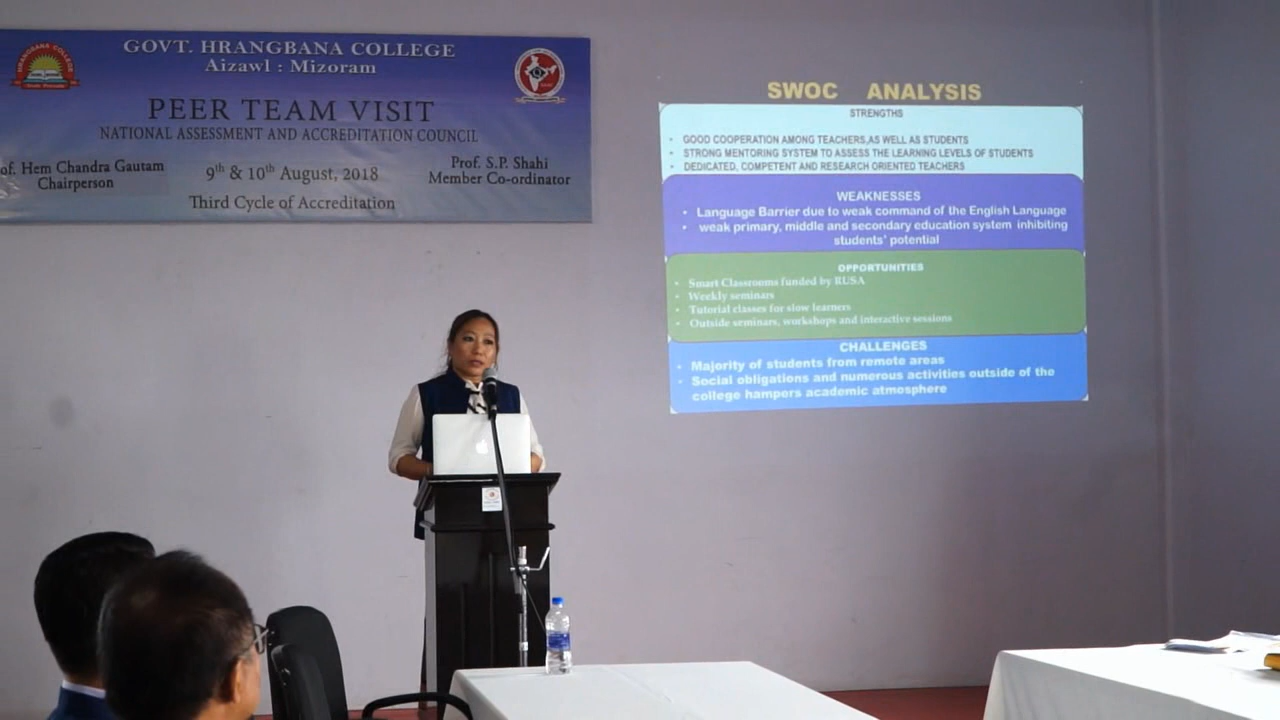 GOVT. HRANGBANA COLLEGE
Aizawl : Mizoram
HRANGBANA COLLEGE
PEER TEAM VISIT
NATIONAL ASSESSMENT AND ACCREDITATION COUNCIL
of. Hem Chandra Gautam
Chairperson
9th & 10th August, 2018
Prof. S.P. Shahi
Member Co-ordinator
Third Cycle of Accreditation
SWOC ANALYSIS
STRENGTHS
• GOOD COOPERATION AMONG TEACHERS,AS WELL AS STUDENTS
• STRONG MENTORING SYSTEM TO ASSESS THE LEARNING LEVELS OF STUDENTS
• DEDICATED, COMPETENT AND RESEARCH ORIENTED TEACHERS
WEAKNESSES
• Language Barrier due to weak command of the English Language
• weak primary, middle and secondary education system inhibiting
students' potential
OPPORTUNITIES
• Smart Classrooms funded by RUSA
• Weekly seminars
• Tutorial classes for slow learners
• Outside seminars, workshops and interactive sessions
CHALLENGES
• Majority of students from remote areas
• Social obligations and numerous activities outside of the
college hampors academic atmosphere